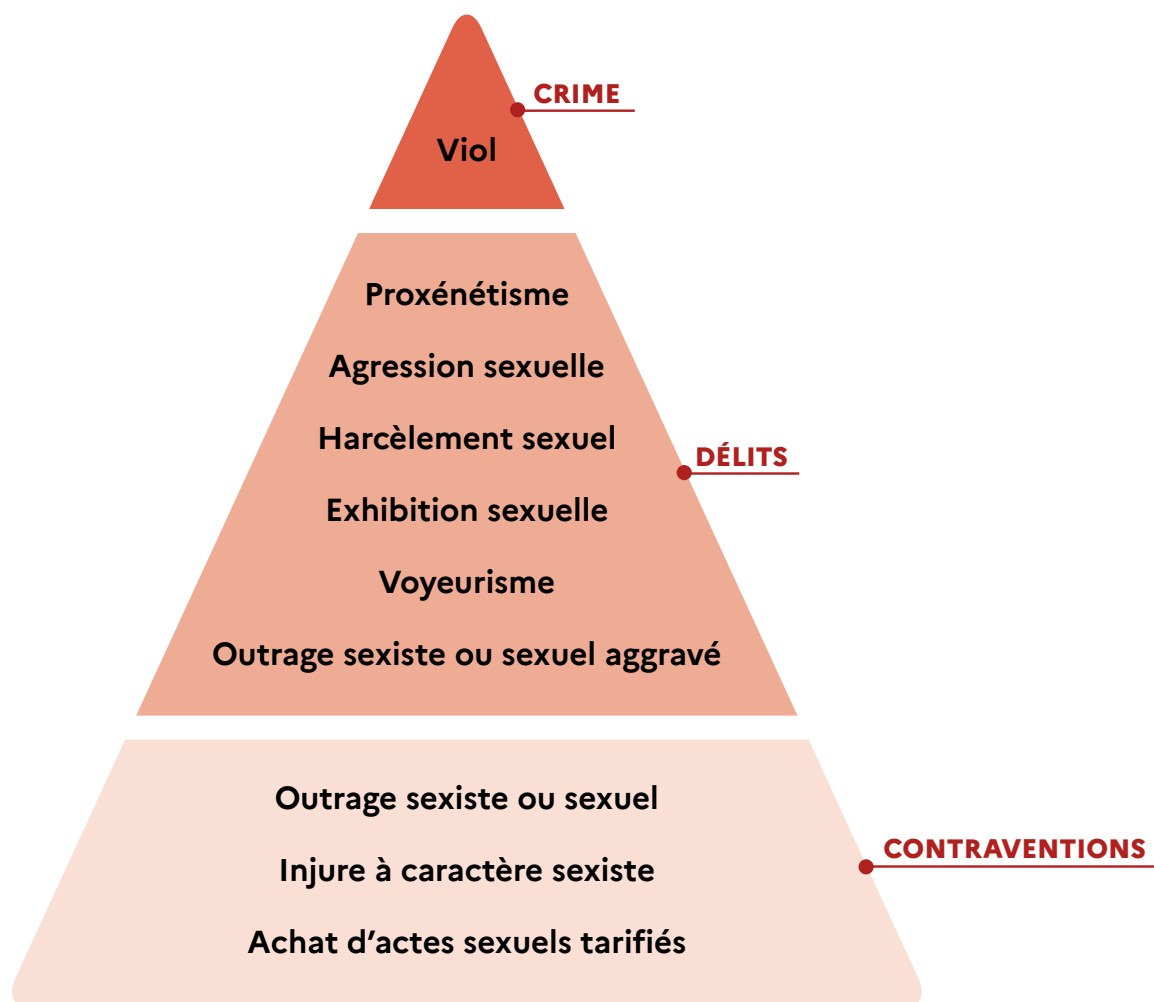 CRIME
Viol
Proxénétisme
Agression sexuelle
Harcèlement sexuel
DÉLITS
Exhibition sexuelle
Voyeurisme
Outrage sexiste ou sexuel aggravé
Outrage sexiste ou sexuel
CONTRAVENTIONS
Injure à caractère sexiste
Achat d’actes sexuels tarifiés